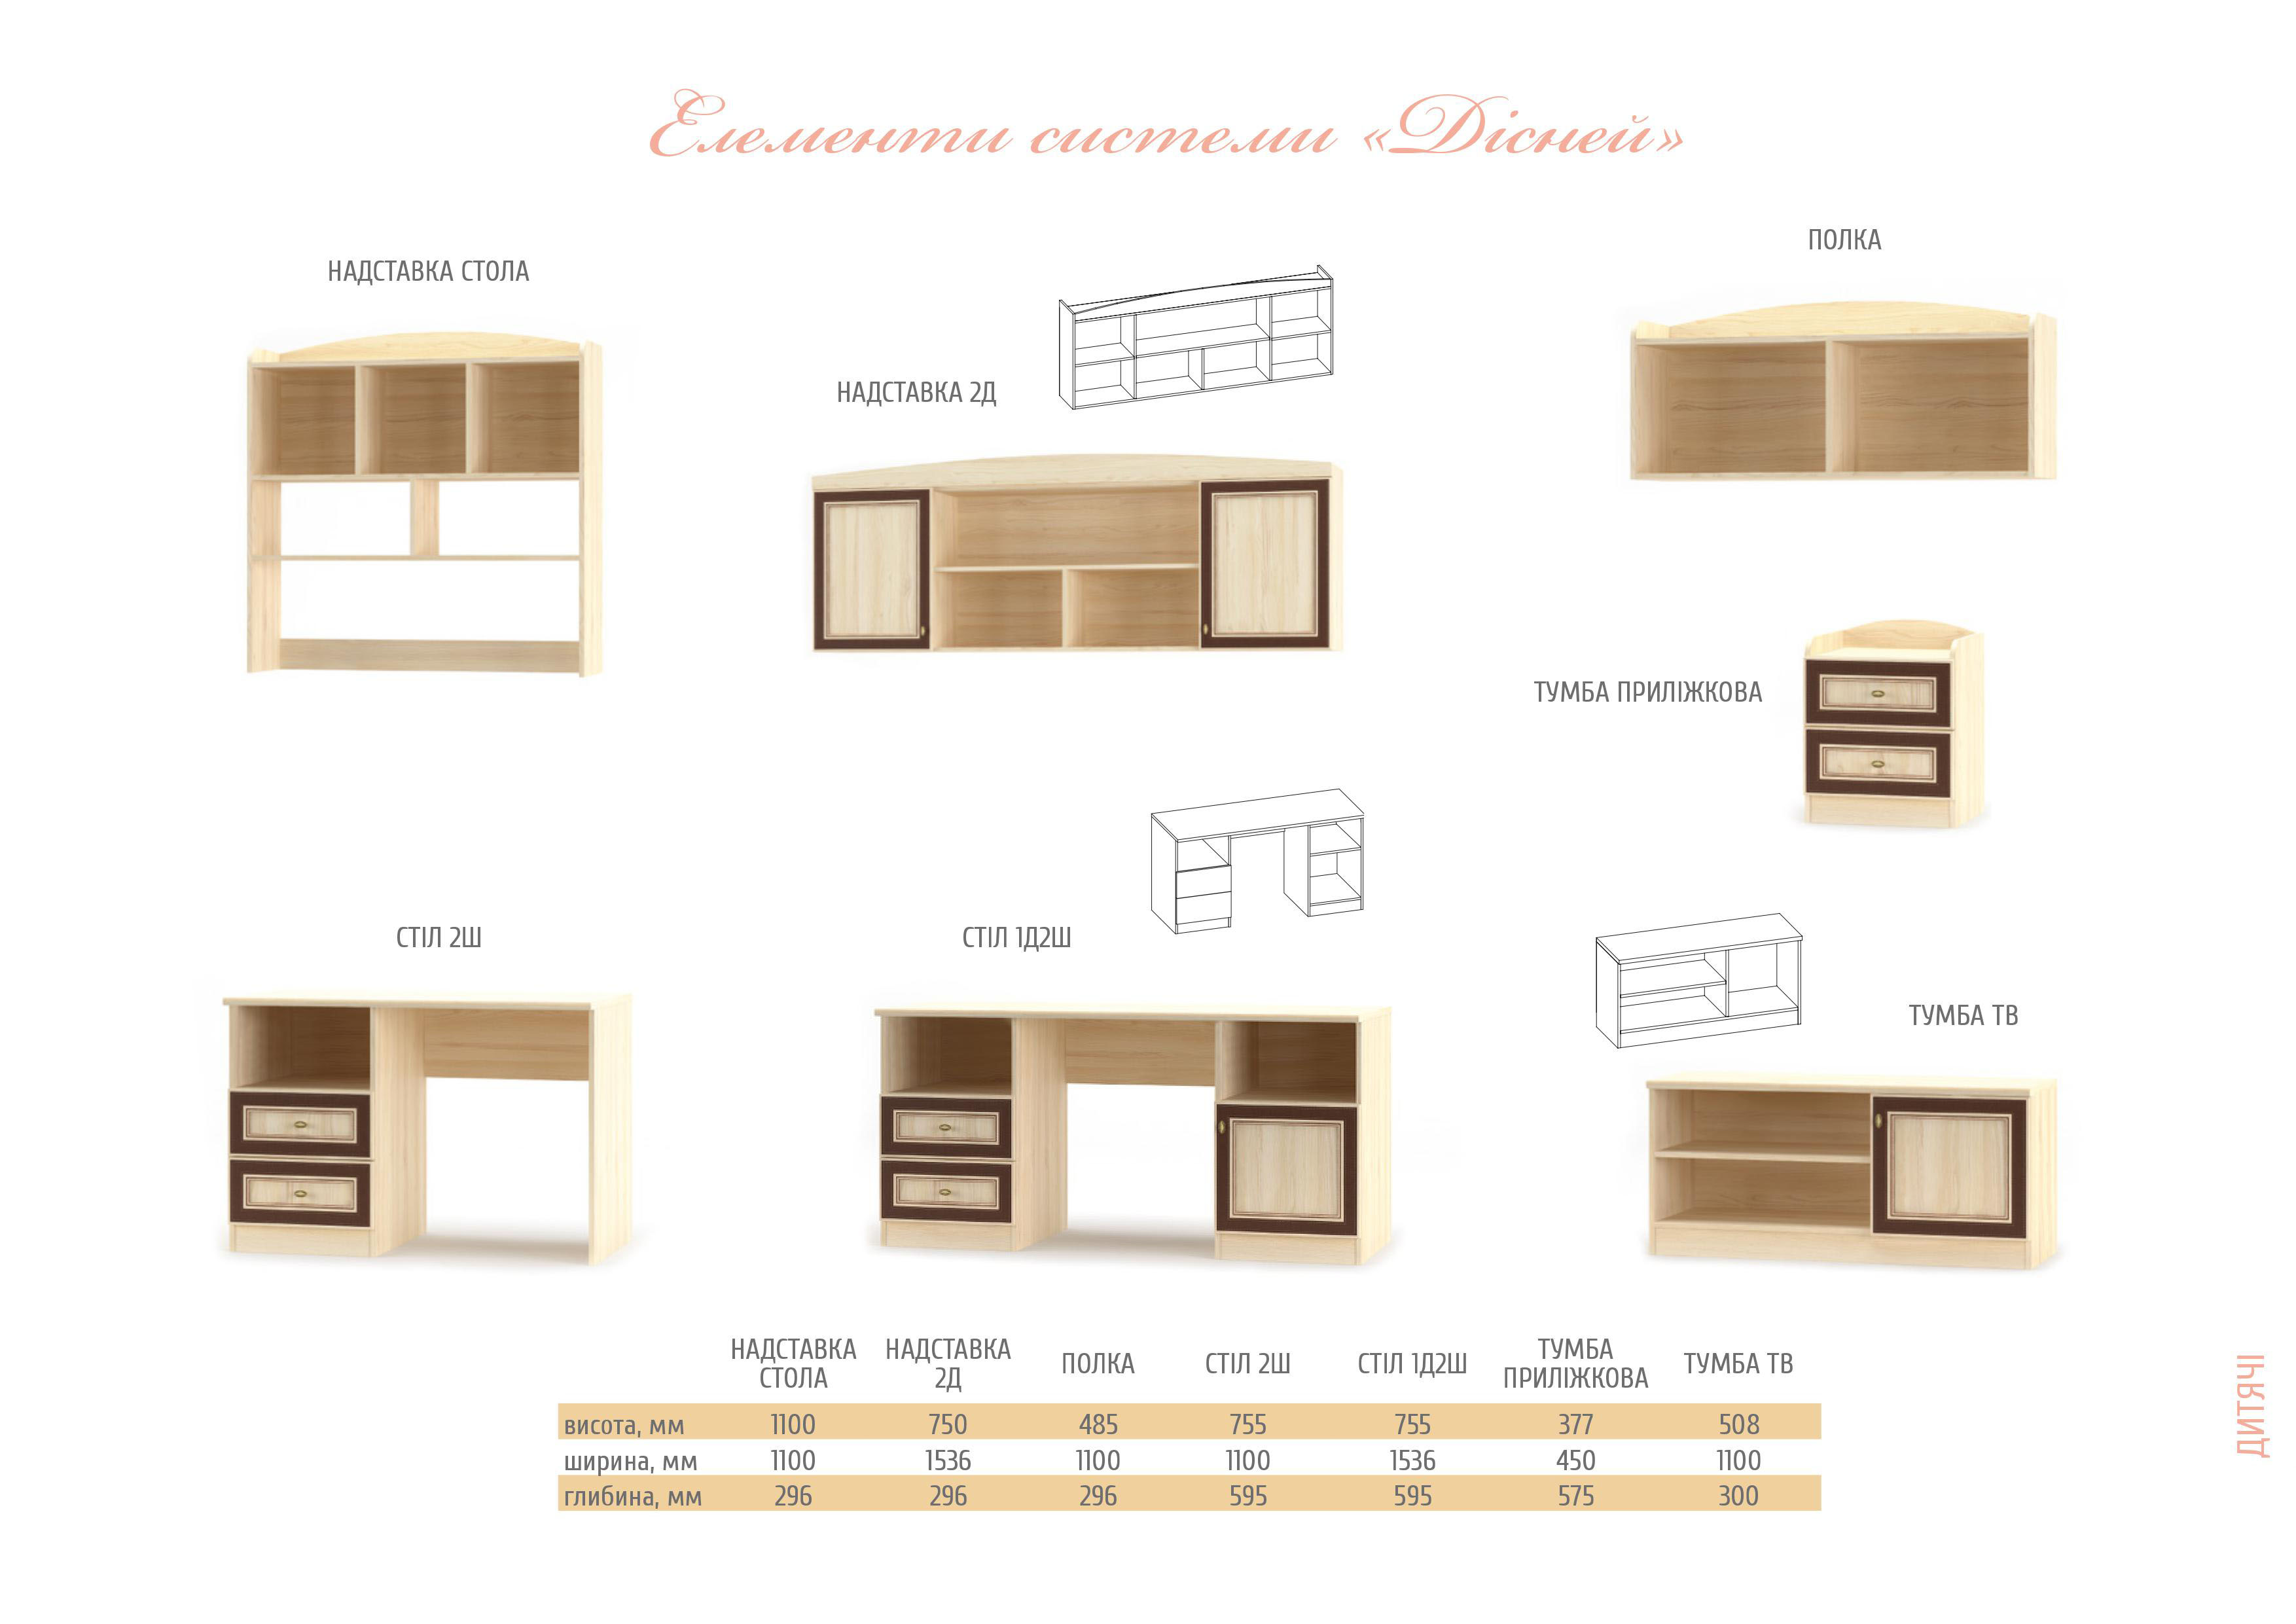 Елементи системи «Дісней»
НАДСТАВКА СТОЛА
НАДСТАВКА 2Д
ПОЛКА
ТУМБА ПРИЛІЖКОВА
СТІЛ 2Ш
СТІЛ 1Д2Ш
ТУМБА ТВ
НАДСТАВКА СТОЛА НАДСТАВКА 2Д ПОЛКА СТІЛ 2Ш СТІЛ 1Д2Ш ТУМБА ПРИЛІЖКОВА ТУМБА ТВ
висота, мм 1100 750 485 755 755 377 508
ширина, мм 1100 1536 1100 1100 1536 450 1100
глибина, мм 296 296 296 595 595 575 300
ДИТЯЧІ